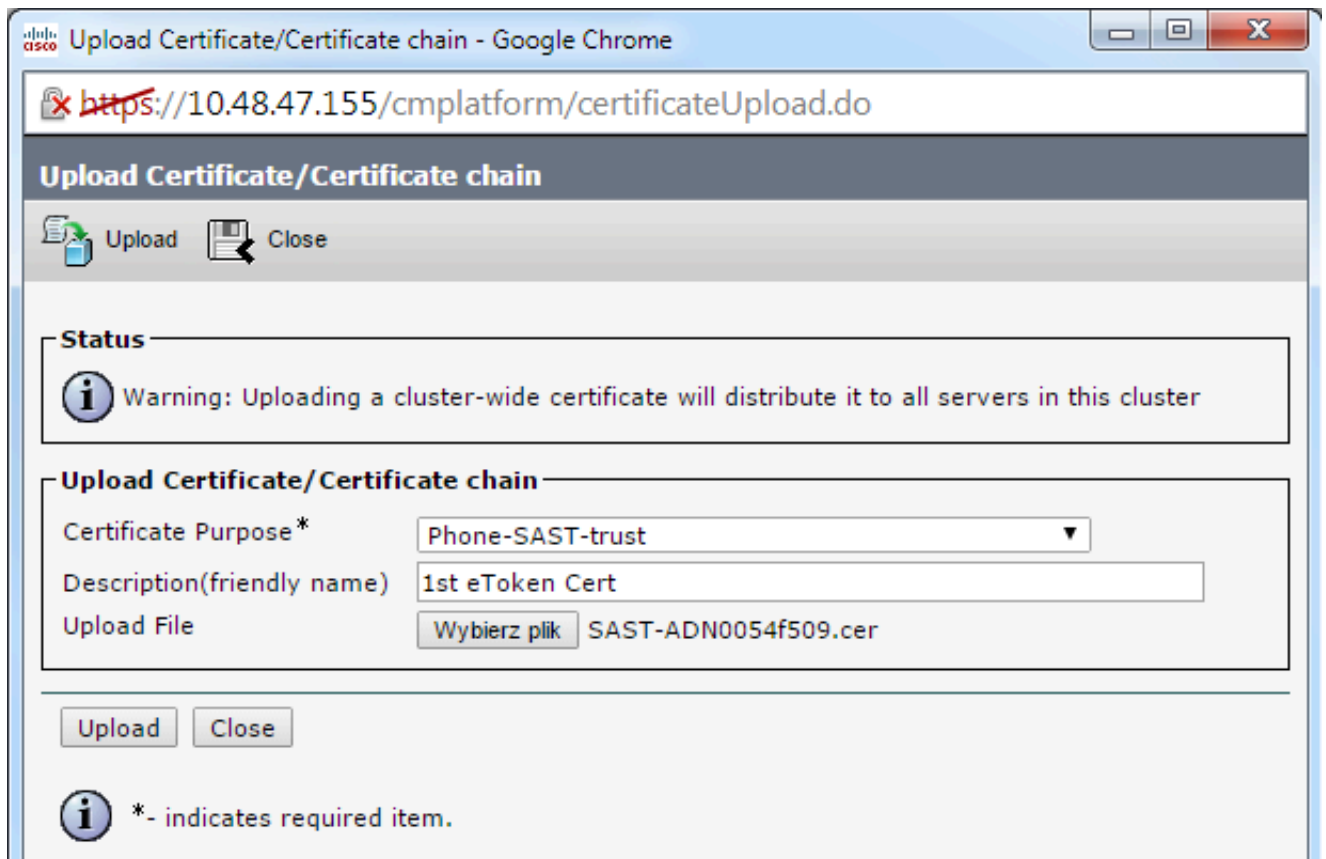 cisco Upload Certificate/Certificate chain - Google Chrome
https://10.48.47.155/cmplatform/certificateUpload.do
Upload Certificate/Certificate chain
Upload Close
Status
i Warning: Uploading a cluster-wide certificate will distribute it to all servers in this cluster
Upload Certificate/Certificate chain
Certificate Purpose* Phone-SAST-trust
Description(friendly name) 1st eToken Cert
Upload File Wybierz plik SAST-ADN0054f509.cer
Upload Close
i *- indicates required item.